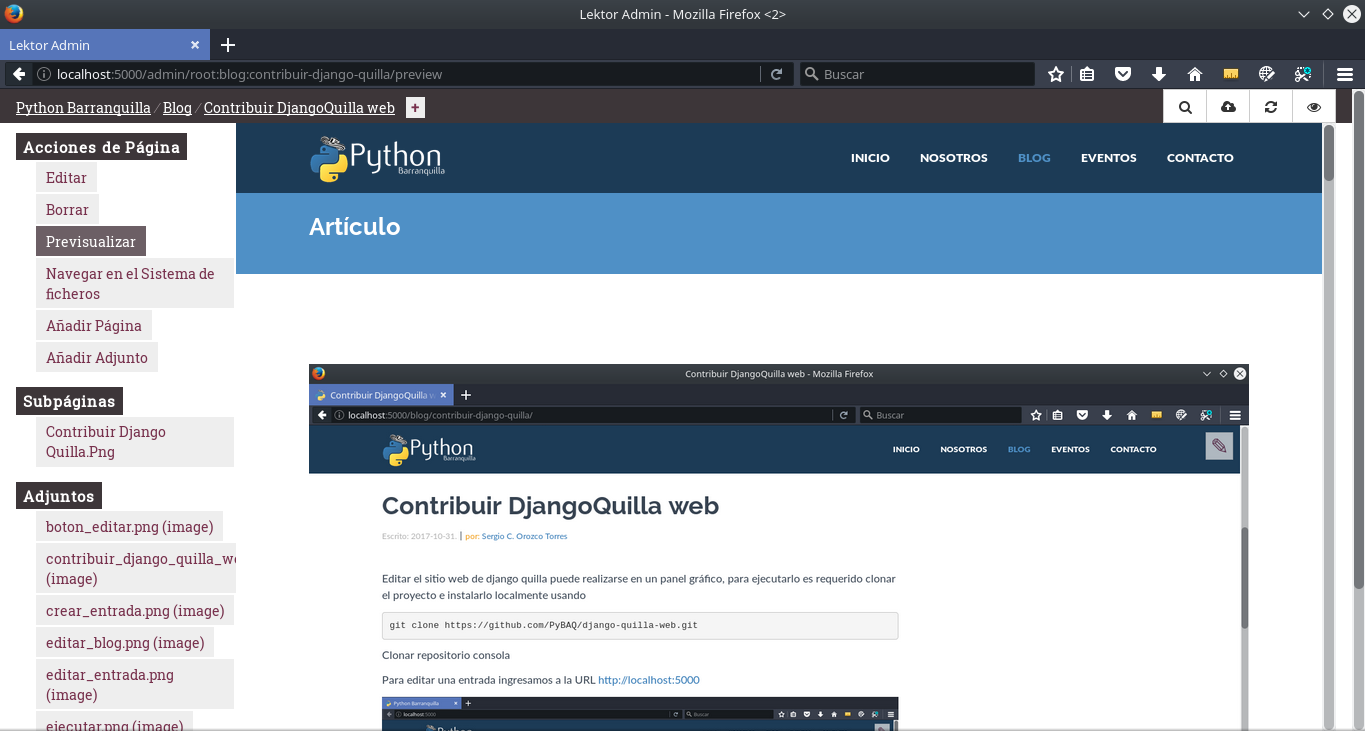 Lektor Admin - Mozilla Firefox <2>
Lektor Admin
localhost:5000/admin/root:blog:contribuir-django-quilla/preview
Buscar
Python Barranquilla / Blog / Contribuir DjangoQuilla web +
Acciones de Página
Editar
Borrar
Previsualizar
Navegar en el Sistema de
ficheros
Añadir Página
Añadir Adjunto
Subpáginas
Contribuir Django
Quilla.Png
Adjuntos
boton_editar.png (image)
contribuir_django_quilla_we
(image)
crear_entrada.png (image)
editar_blog.png (image)
editar_entrada.png
(image)
ejecutar.png (image)
Python
Barranquilla
INICIO NOSOTROS BLOG EVENTOS CONTACTO
Artículo
Contribuir DjangoQuilla web - Mozilla Firefox
Contribuir DjangoQuilla w
localhost:5000/blog/contribuir-django-quilla/
Buscar
Python
Barranquilla
INICIO NOSOTROS BLOG EVENTOS CONTACTO
Contribuir DjangoQuilla web
Escrito: 2017-10-31. | por: Sergio C. Orozco Torres
Editar el sitio web de django quilla puede realizarse en un panel gráfico, para ejecutarlo es requerido clonar
el proyecto e instalarlo localmente usando
git clone https://github.com/PyBAQ/django-quilla-web.git
Clonar repositorio consola
Para editar una entrada ingresamos a la URL http://localhost:5000
Python Barranquilla
localhost:5000
Buscar
Python